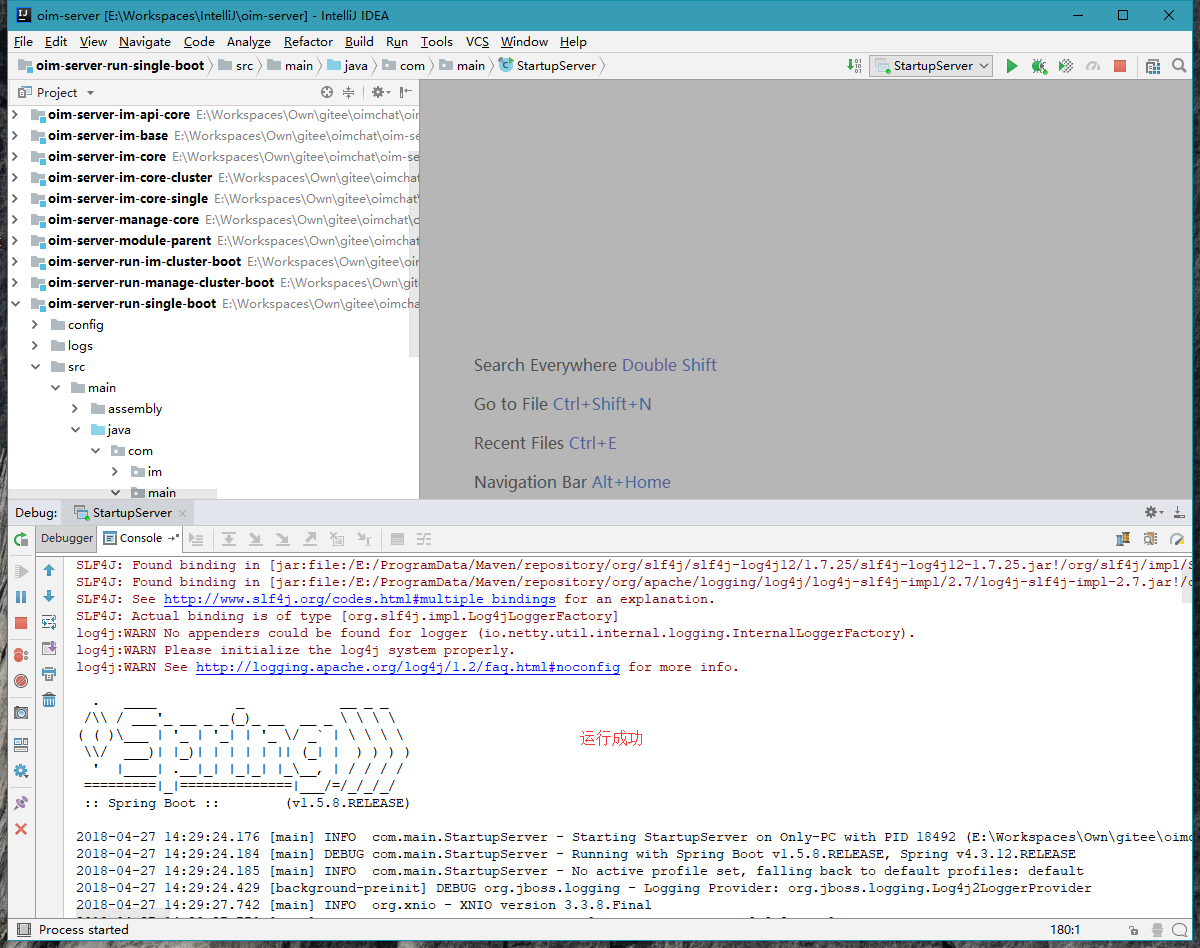 oim-server [E:\Workspaces\IntelliJ\oim-server] - IntelliJ IDEA
File Edit View Navigate Code Analyze Refactor Build Run Tools VCS Window Help
oim-server-run-single-boot src main java com main StartupServer StartupServer
Project
oim-server-im-api-core E:\Workspaces\Own\gitee\oimchat\oir
oim-server-im-base E:\Workspaces\Own\gitee\oimchat\oim-se
oim-server-im-core E:\Workspaces\Own\gitee\oimchat\oim-se
oim-server-im-core-cluster E:\Workspaces\Own\gitee\oimchat
oim-server-im-core-single E:\Workspaces\Own\gitee\oimchat\
oim-server-manage-core E:\Workspaces\Own\gitee\oimchat\o
oim-server-module-parent E:\Workspaces\Own\gitee\oimchat
oim-server-run-im-cluster-boot E:\Workspaces\Own\gitee\oir
oim-server-run-manage-cluster-boot E:\Workspaces\Own\git
oim-server-run-single-boot E:\Workspaces\Own\gitee\oimcha
config
logs
src
main
assembly
java
com
im
main
Search Everywhere Double Shift
Go to File Ctrl+Shift+N
Recent Files Ctrl+E
Navigation Bar Alt+Home
Debug: StartupServer
Debugger Console
SLF4J: Found binding in [jar:file:/E:/ProgramData/Maven/repository/org/slf4j/slf4j-log4j12/1.7.25/slf4j-log4j12-1.7.25.jar!/org/slf4j/impl/S
SLF4J: Found binding in [jar:file:/E:/ProgramData/Maven/repository/org/apache/logging/log4j/log4j-slf4j-impl/2.7/log4j-slf4j-impl-2.7.jar!/o
SLF4J: See http://www.slf4j.org/codes.html#multiple_bindings for an explanation.
SLF4J: Actual binding is of type [org.slf4j.impl.Log4jLoggerFactory]
log4j:WARN No appenders could be found for logger (io.netty.util.internal.logging.InternalLoggerFactory).
log4j:WARN Please initialize the log4j system properly.
log4j:WARN See http://logging.apache.org/log4j/1.2/faq.html#noconfig for more info.
Spring
运行成功
:: Spring Boot :: (v1.5.8.RELEASE)
2018-04-27 14:29:24.176 [main] INFO com.main.StartupServer - Starting StartupServer on Only-PC with PID 18492 (E:\Workspaces\Own\gitee\oimc
2018-04-27 14:29:24.184 [main] DEBUG com.main.StartupServer - Running with Spring Boot v1.5.8.RELEASE, Spring v4.3.12.RELEASE
2018-04-27 14:29:24.185 [main] INFO com.main.StartupServer - No active profile set, falling back to default profiles: default
2018-04-27 14:29:24.429 [background-preinit] DEBUG org.jboss.logging - Logging Provider: org.jboss.logging.Log4j2LoggerProvider
2018-04-27 14:29:27.742 [main] INFO org.xnio - XNIO version 3.3.8.Final
Process started 180:1